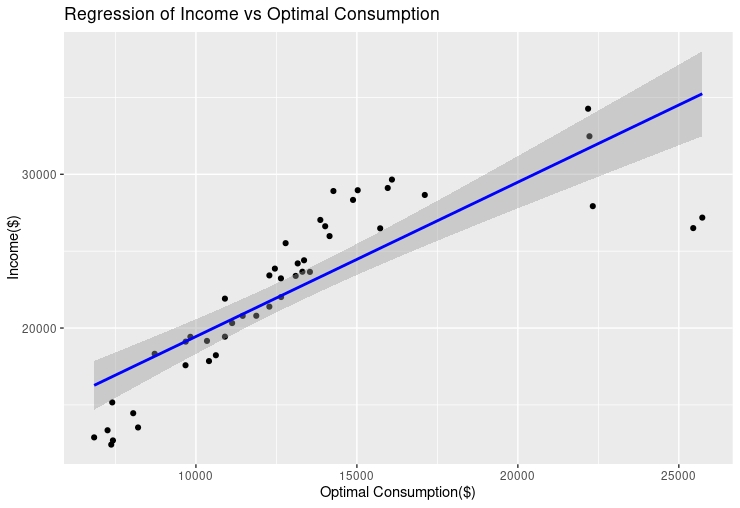 Regression of Income vs Optimal Consumption
30000
20000
Income($)
10000 15000 20000 25000
Optimal Consumption($)